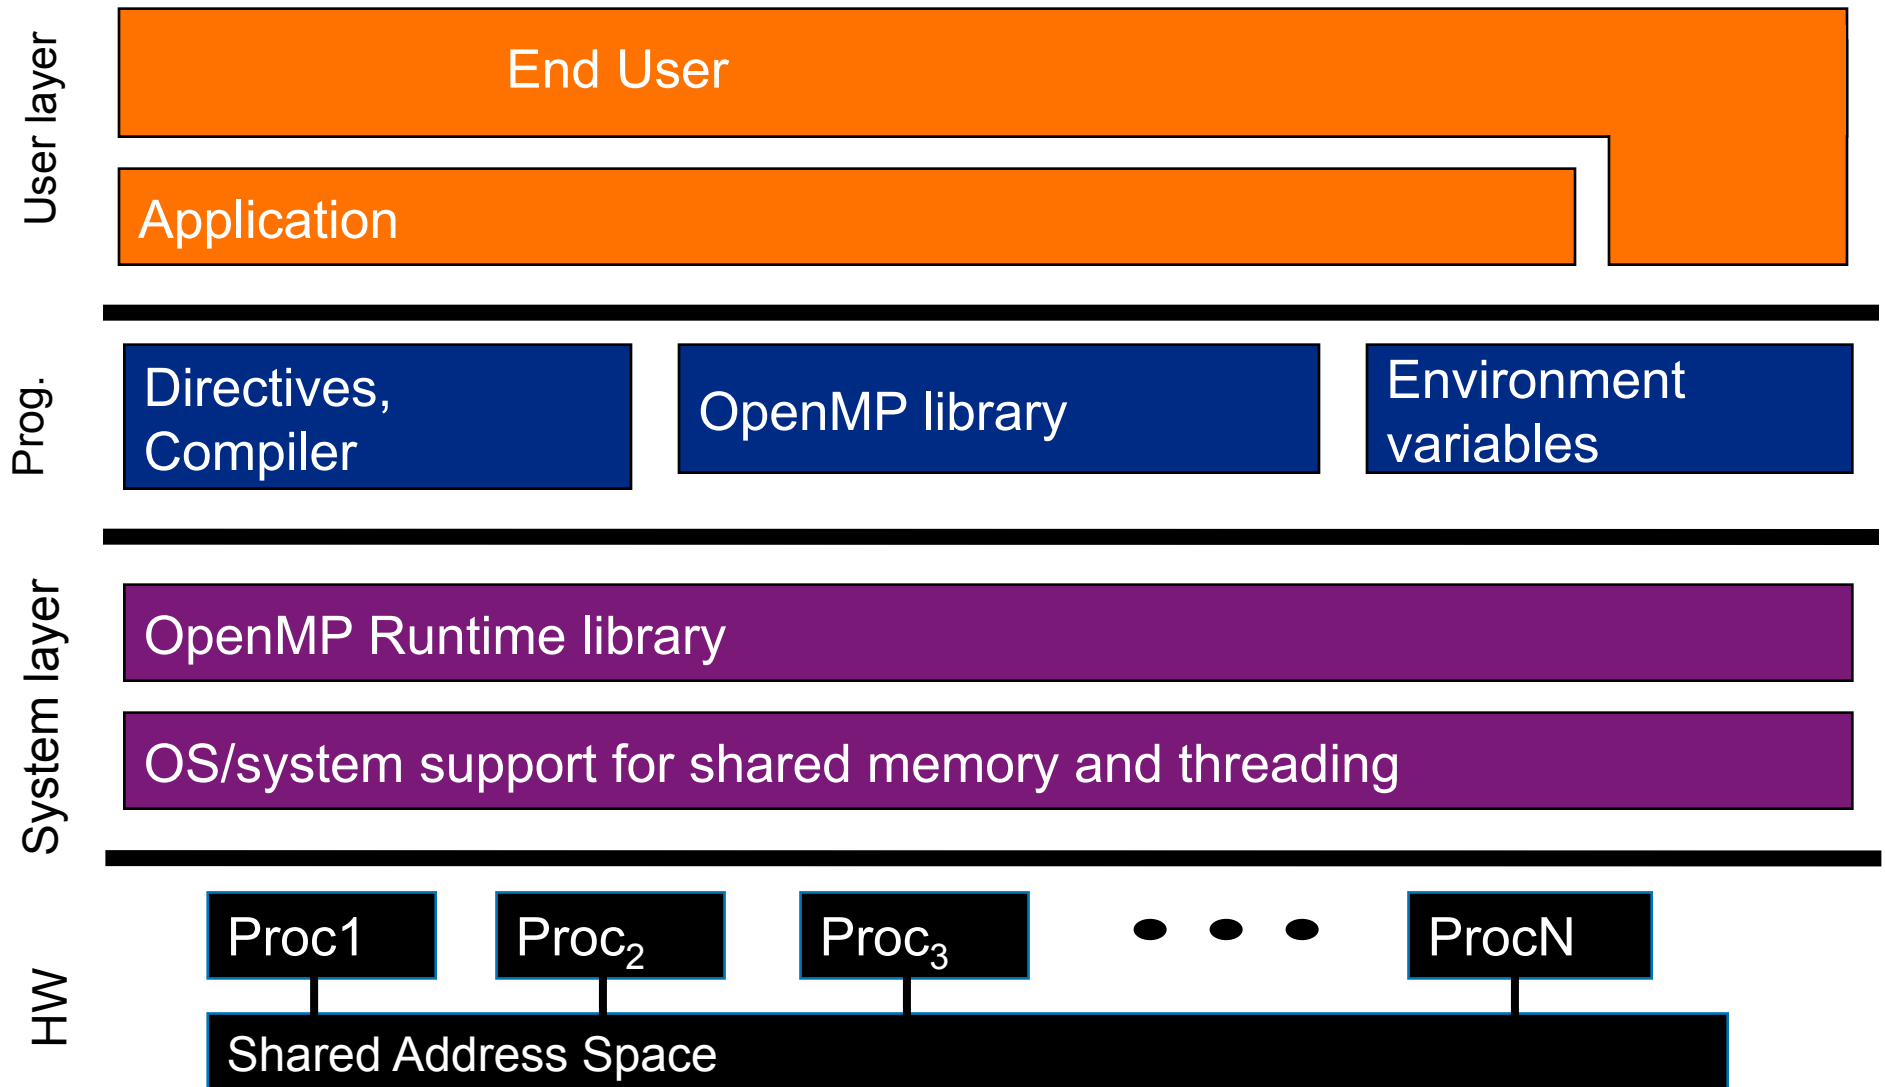 User layer
End User
Application
Prog.
Directives,
Compiler
OpenMP library
Environment
variables
System layer
OpenMP Runtime library
OS/system support for shared memory and threading
HW
Proc1
Proc₂
Proc₃
ProcN
Shared Address Space